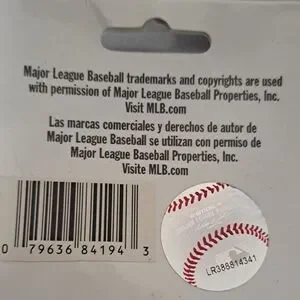 Major League Baseball trademarks and copyrights are used
with permission of Major League Baseball Properties, Inc.
Visit MLB.com
Las marcas comerciales y derechos de autor de
Major League Baseball se utilizan con permiso de
Major League Baseball Properties, Inc.
Visite MLB.com
0 79636 84194 3
LR388814341